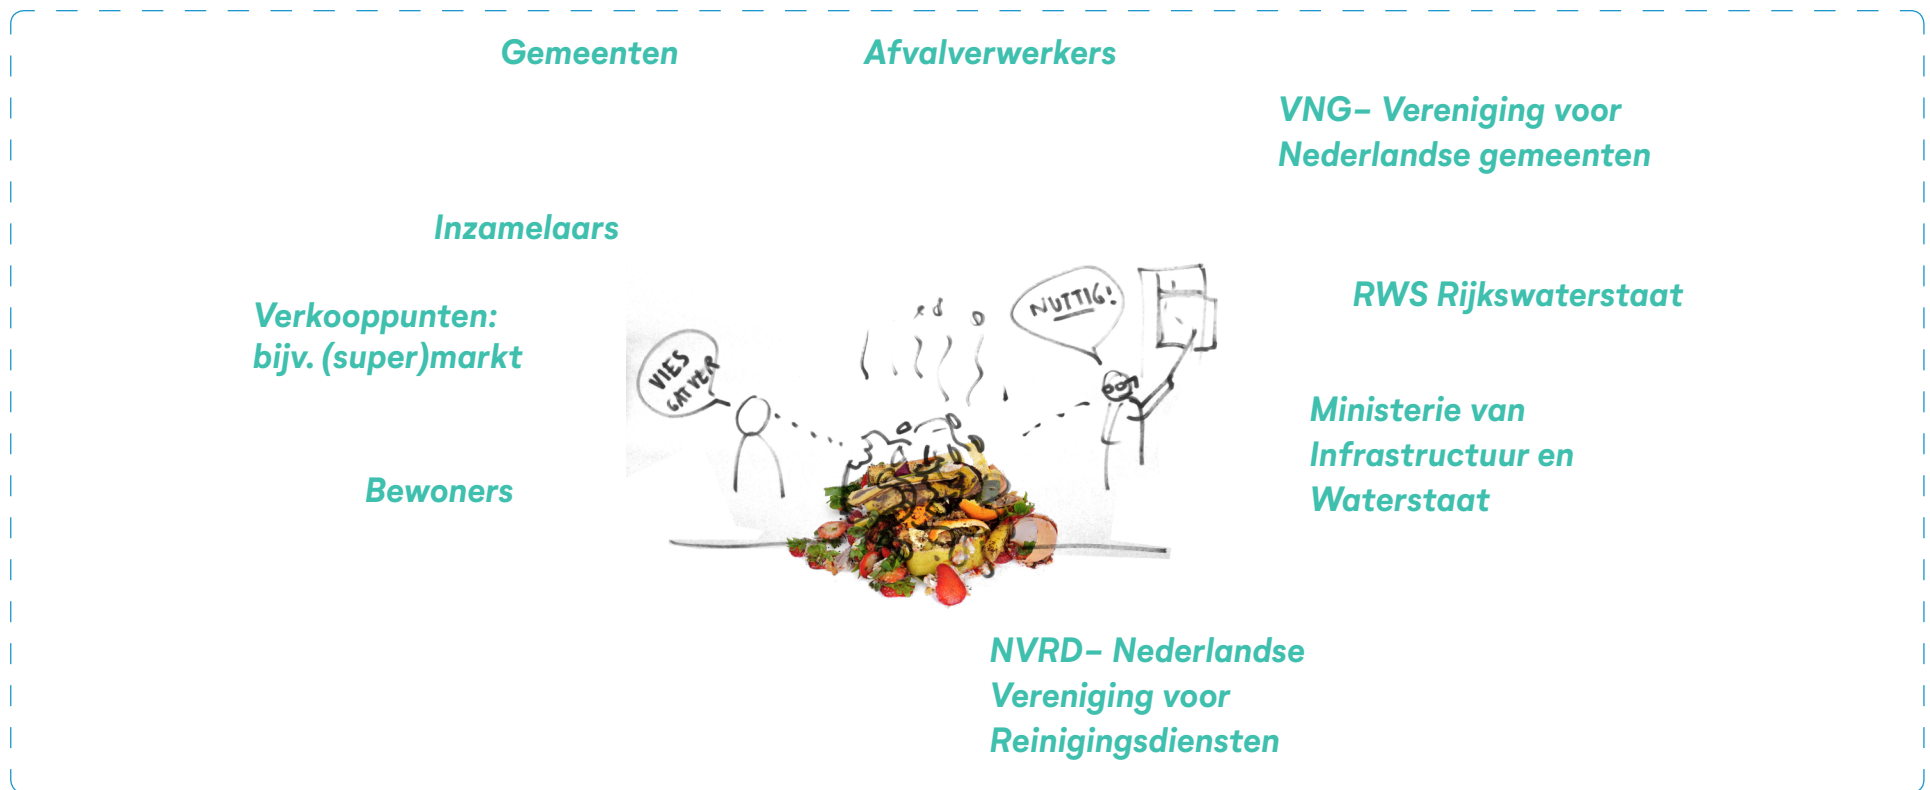 Gemeenten
Afvalverwerkers
VNG– Vereniging voor
Nederlandse gemeenten
Inzamelaars
RWS Rijkswaterstaat
Verkooppunten:
bijv. (super)markt
NUTTIG!
VIES
GATVER
Ministerie van
Infrastructuur en
Waterstaat
Bewoners
NVRD– Nederlandse
Vereniging voor
Reinigingsdiensten